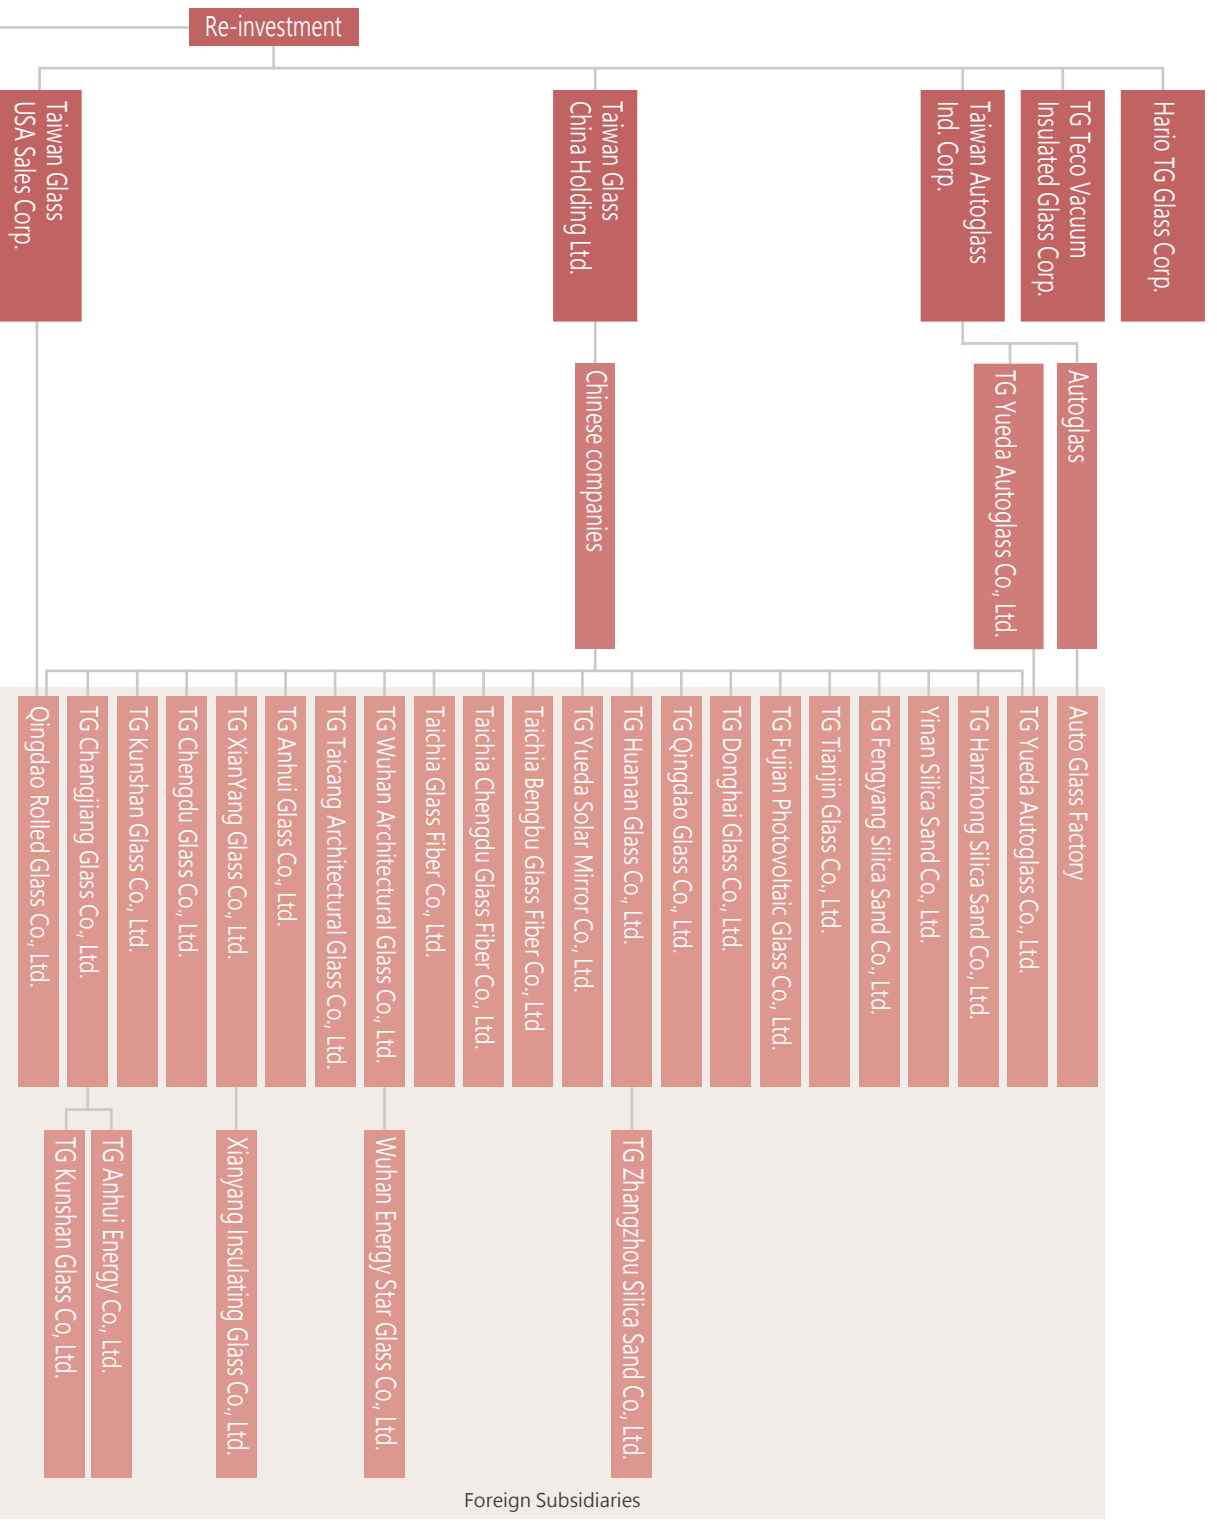 Re-investment
Taiwan Glass
USA Sales Corp.
Taiwan Glass
China Holding Ltd.
Taiwan Autoglass
Ind. Corp.
TG Teco Vacuum
Insulated Glass Corp.
Hario TG Glass Corp.
Chinese companies
TG Yueda Autoglass Co., Ltd.
Autoglass
Qingdao Rolled Glass Co., Ltd.
TG Changjiang Glass Co., Ltd.
TG Kunshan Glass Co., Ltd.
TG Chengdu Glass Co., Ltd.
TG XianYang Glass Co., Ltd.
TG Anhui Glass Co., Ltd.
TG Taicang Architectural Glass Co., Ltd.
TG Wuhan Architectural Glass Co., Ltd.
Taichia Glass Fiber Co., Ltd.
Taichia Chengdu Glass Fiber Co., Ltd.
Taichia Bengbu Glass Fiber Co., Ltd
TG Yueda Solar Mirror Co., Ltd.
TG Huanan Glass Co., Ltd.
TG Qingdao Glass Co., Ltd.
TG Donghai Glass Co., Ltd.
TG Fujian Photovoltaic Glass Co., Ltd.
TG Tianjin Glass Co., Ltd.
TG Fengyang Silica Sand Co., Ltd.
Yinan Silica Sand Co., Ltd.
TG Hanzhong Silica Sand Co., Ltd.
TG Yueda Autoglass Co., Ltd.
Auto Glass Factory
TG Kunshan Glass Co, Ltd.
TG Anhui Energy Co., Ltd.
Xianyang Insulating Glass Co., Ltd.
Wuhan Energy Star Glass Co., Ltd.
TG Zhangzhou Silica Sand Co., Ltd.
Foreign Subsidiaries